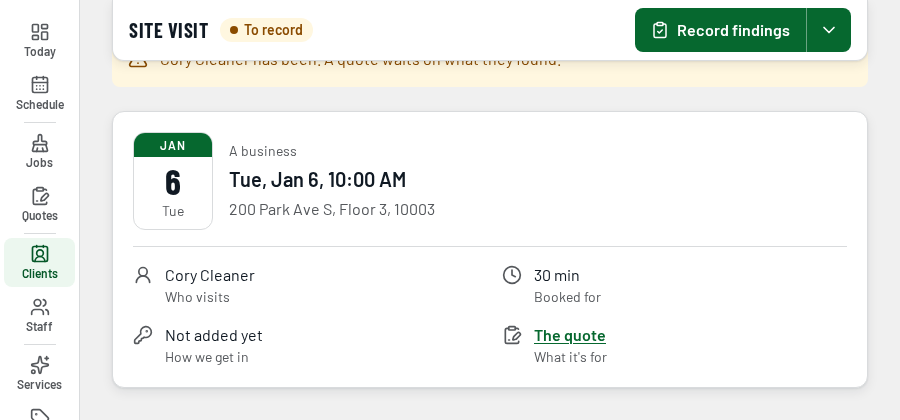 SITE VISIT
To record
Record findings
Cory Cleaner has been. A quote waits on what they found.
Today
Schedule
Jobs
Quotes
Clients
Staff
Services
JAN
6
Tue
A business
Tue, Jan 6, 10:00 AM
200 Park Ave S, Floor 3, 10003
Cory Cleaner
Who visits
30 min
Booked for
Not added yet
How we get in
The quote
What it's for